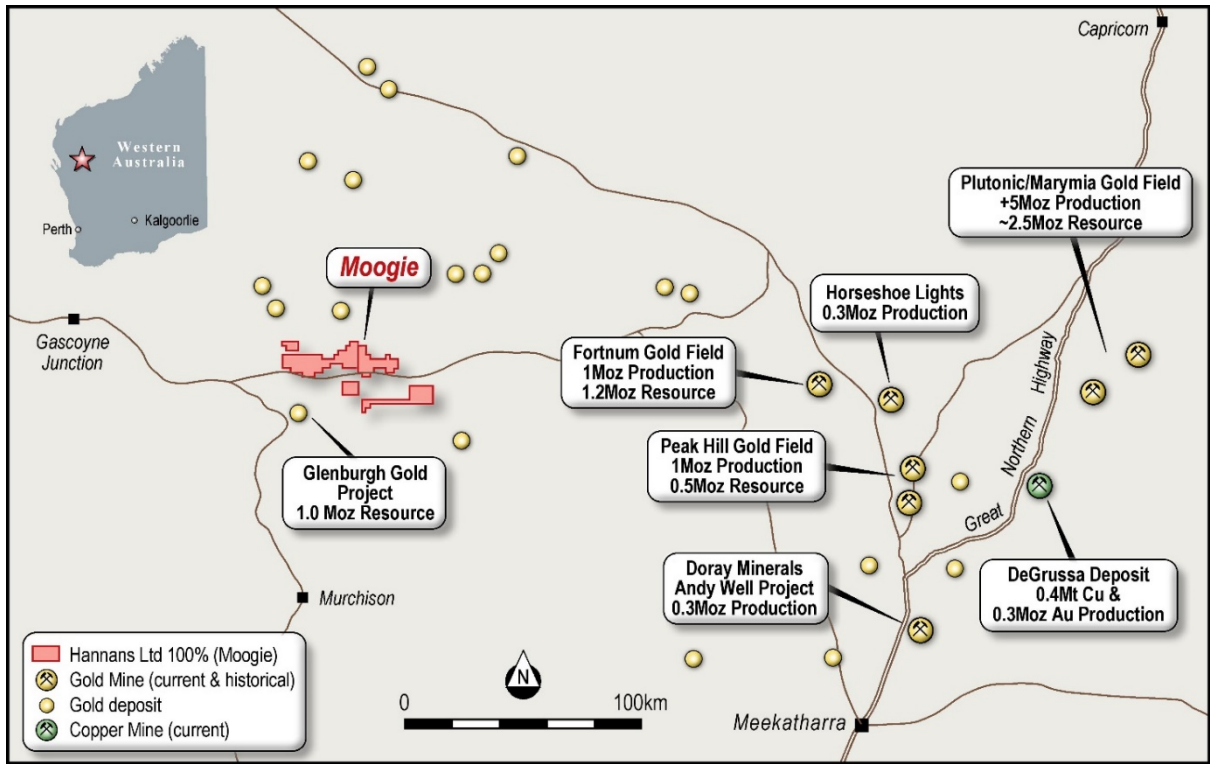 Capricorn
Western
Australia
Perth
Kalgoorlie
Plutonic/Marymia Gold Field
+5Moz Production
~2.5Moz Resource
Moogie
Horseshoe Lights
0.3Moz Production
Gascoyne
Junction
Fortnum Gold Field
1Moz Production
1.2Moz Resource
Great Northern Highway
Peak Hill Gold Field
1Moz Production
0.5Moz Resource
Glenburgh Gold
Project
1.0 Moz Resource
Doray Minerals
Andy Well Project
0.3Moz Production
DeGrussa Deposit
0.4Mt Cu &
0.3Moz Au Production
Murchison
Hannans Ltd 100% (Moogie)
Gold Mine (current & historical)
Gold deposit
Copper Mine (current)
N
0 100km
Meekatharra